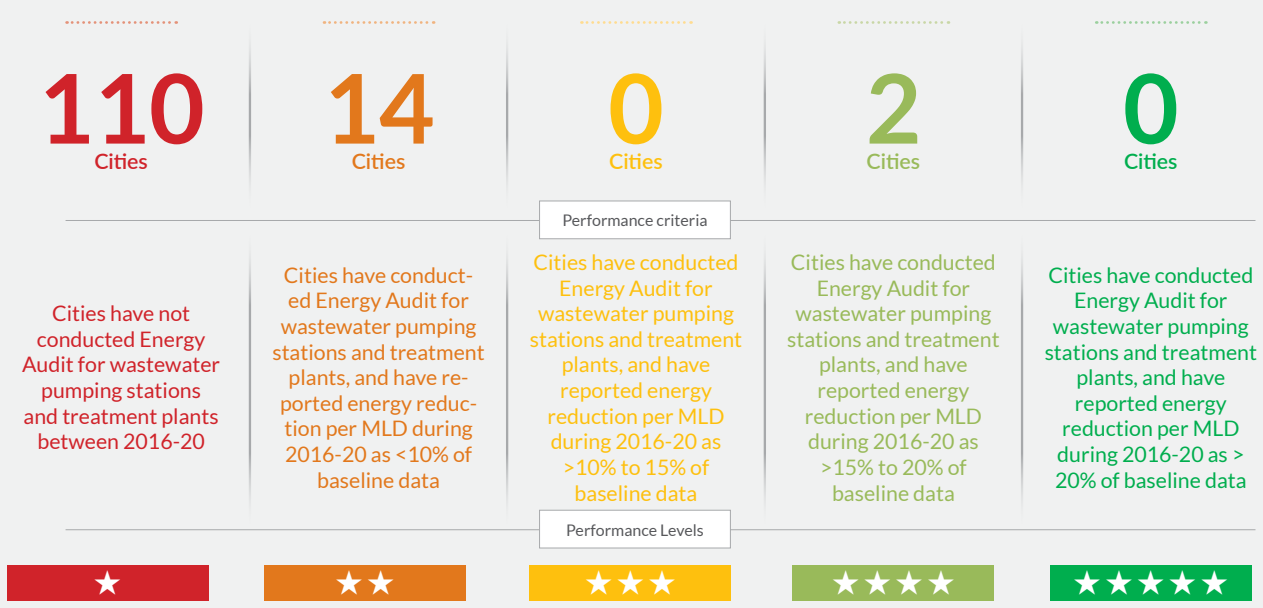 110
Cities
14
Cities
0
Cities
2
Cities
0
Cities
Performance criteria
Cities have not
conducted Energy
Audit for wastewater
pumping stations
and treatment plants
between 2016-20
Cities have conduct-
ed Energy Audit for
wastewater pumping
stations and treatment
plants, and have re-
ported energy reduc-
tion per MLD during
2016-20 as <10% of
baseline data
Cities have conducted
Energy Audit for
wastewater pumping
stations and treatment
plants, and have
reported energy
reduction per MLD
during 2016-20 as
>10% to 15% of
baseline data
Cities have conducted
Energy Audit for
wastewater pumping
stations and treatment
plants, and have
reported energy
reduction per MLD
during 2016-20 as
>15% to 20% of
baseline data
Cities have conducted
Energy Audit for
wastewater pumping
stations and treatment
plants, and have
reported energy
reduction per MLD
during 2016-20 as >
20% of baseline data
Performance Levels